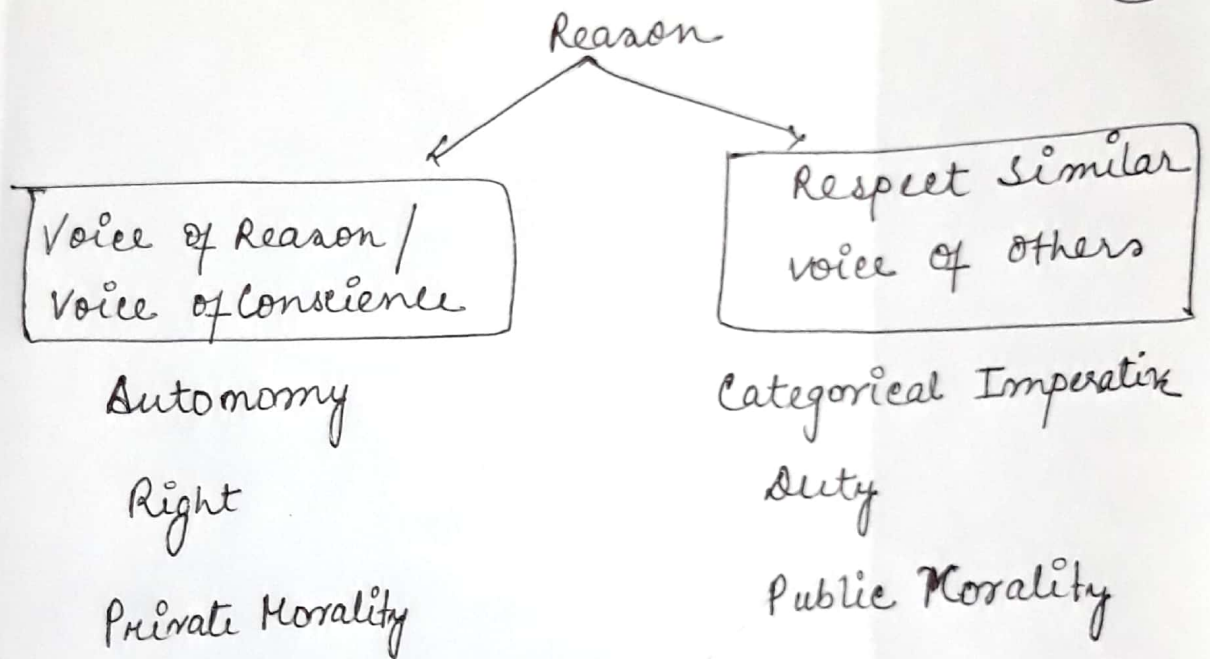 Reason
Voice of Reason /
Voice of Conscience
Respect Similar
voice of others
Autonomy
Categorical Imperative
Right
Duty
Private Morality
Public Morality